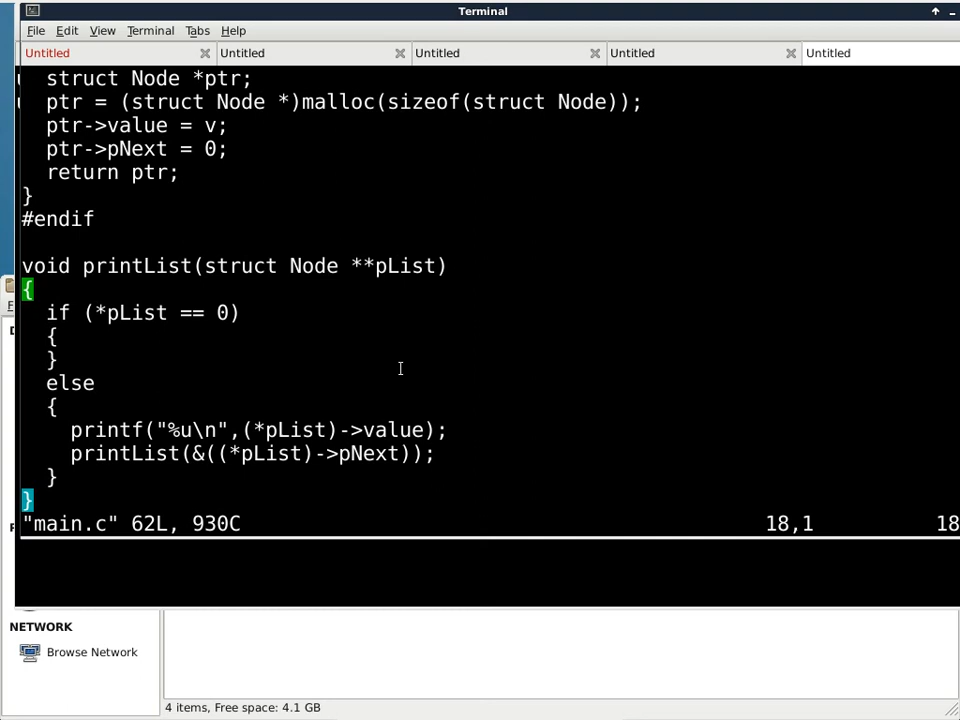 Terminal
File Edit View Terminal Tabs Help
Untitled Untitled Untitled Untitled Untitled
struct Node *ptr;
ptr = (struct Node *)malloc(sizeof(struct Node));
ptr->value = v;
ptr->pNext = 0;
return ptr;
}
#endif
void printList(struct Node **pList)
{
if (*pList == 0)
{
}
else
{
printf("%u\n",(*pList)->value);
printList(&((*pList)->pNext));
}
}
"main.c" 62L, 930C 18,1 18
NETWORK
Browse Network
4 items, Free space: 4.1 GB